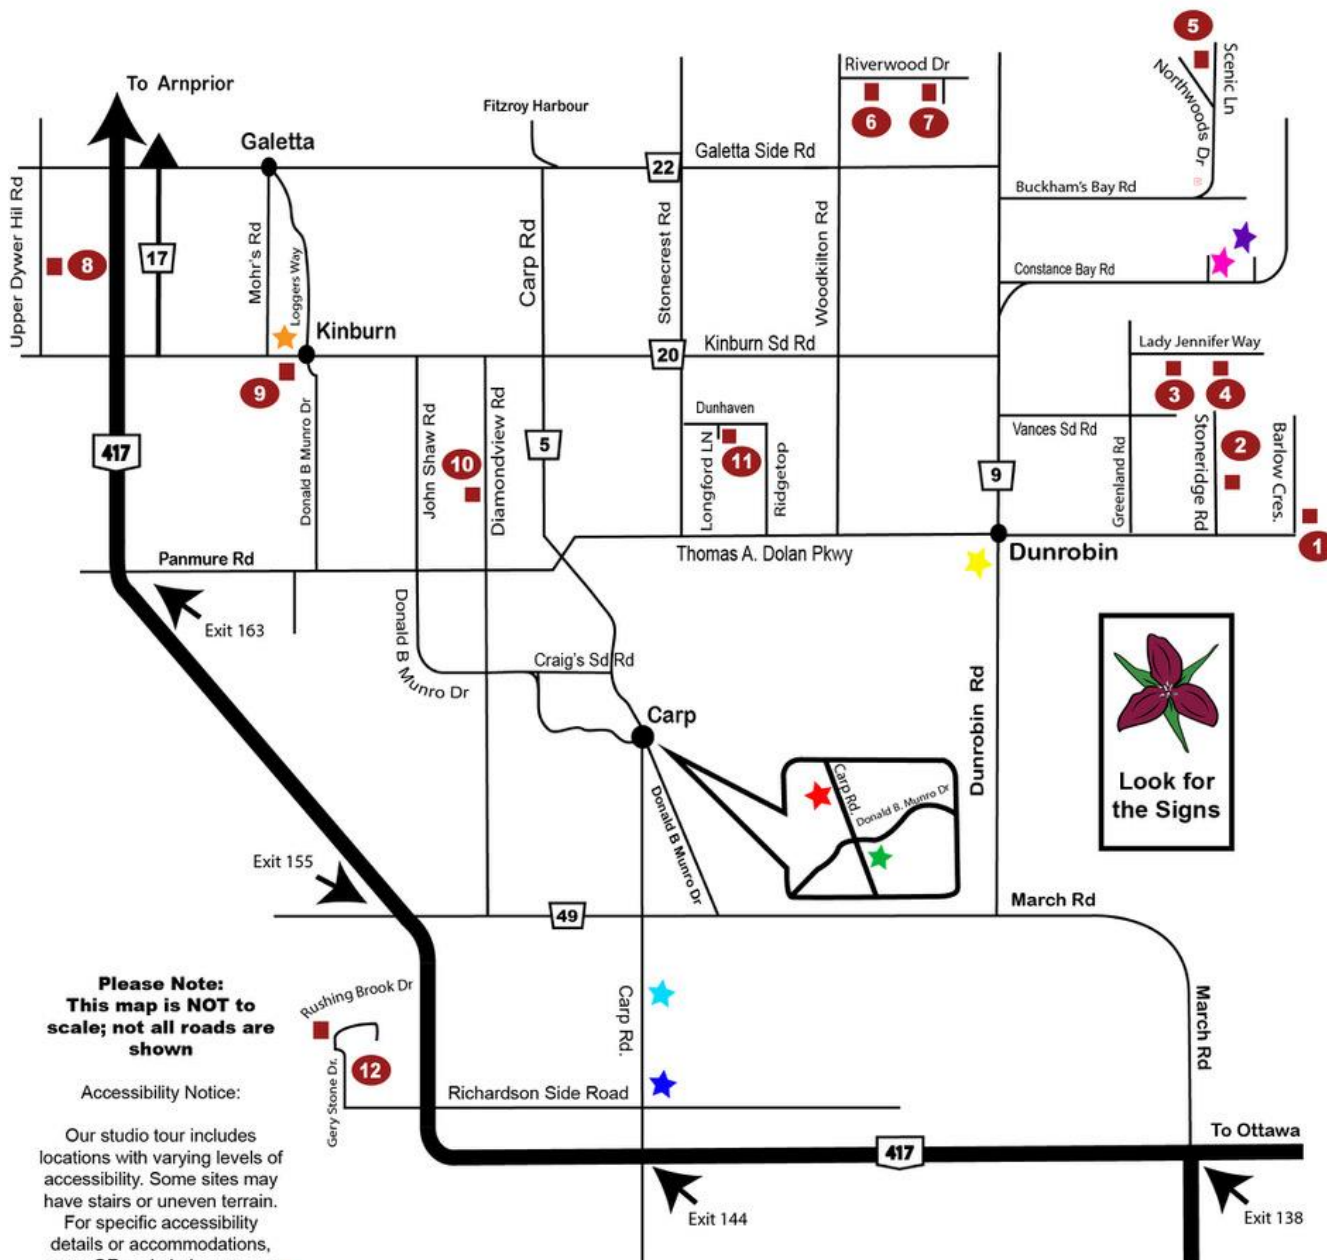 5
Scenic Ln
Northwoods Dr
Riverwood Dr
6
7
To Arnprior
Fitzroy Harbour
Galetta
22
Galetta Side Rd
Buckham's Bay Rd
Upper Dywer Hil Rd
8
17
Mohr's Rd
Loggers Way
Carp Rd
Stonecrest Rd
Woodkilton Rd
Constance Bay Rd
Kinburn
20
Kinburn Sd Rd
Lady Jennifer Way
9
3
4
Dunhaven
Vances Sd Rd
417
Donald B Munro Dr
John Shaw Rd
10
Diamondview Rd
5
Longford LN
11
Ridgetop
9
Greenland Rd
Stoneridge Rd
2
Barlow Cres.
1
Panmure Rd
Thomas A. Dolan Pkwy
Dunrobin
Exit 163
Donald B Munro Dr
Craig's Sd Rd
Carp
Dunrobin Rd
Look for
the Signs
Carp Rd.
Donald B. Munro Dr
Donald B Munro Dr
Exit 155
49
March Rd
Please Note:
This map is NOT to
scale; not all roads are
shown
Rushing Brook Dr
12
Gery Stone Dr.
Carp Rd.
March Rd
Accessibility Notice:
Richardson Side Road
Our studio tour includes
locations with varying levels of
accessibility. Some sites may
have stairs or uneven terrain.
For specific accessibility
details or accommodations,
417
To Ottawa
Exit 144
Exit 138